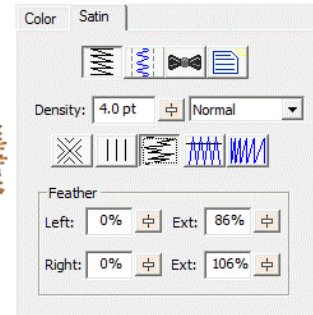 Color Satin
Density: 4.0 pt Normal
Feather
Left: 0% Ext: 86%
Right: 0% Ext: 106%